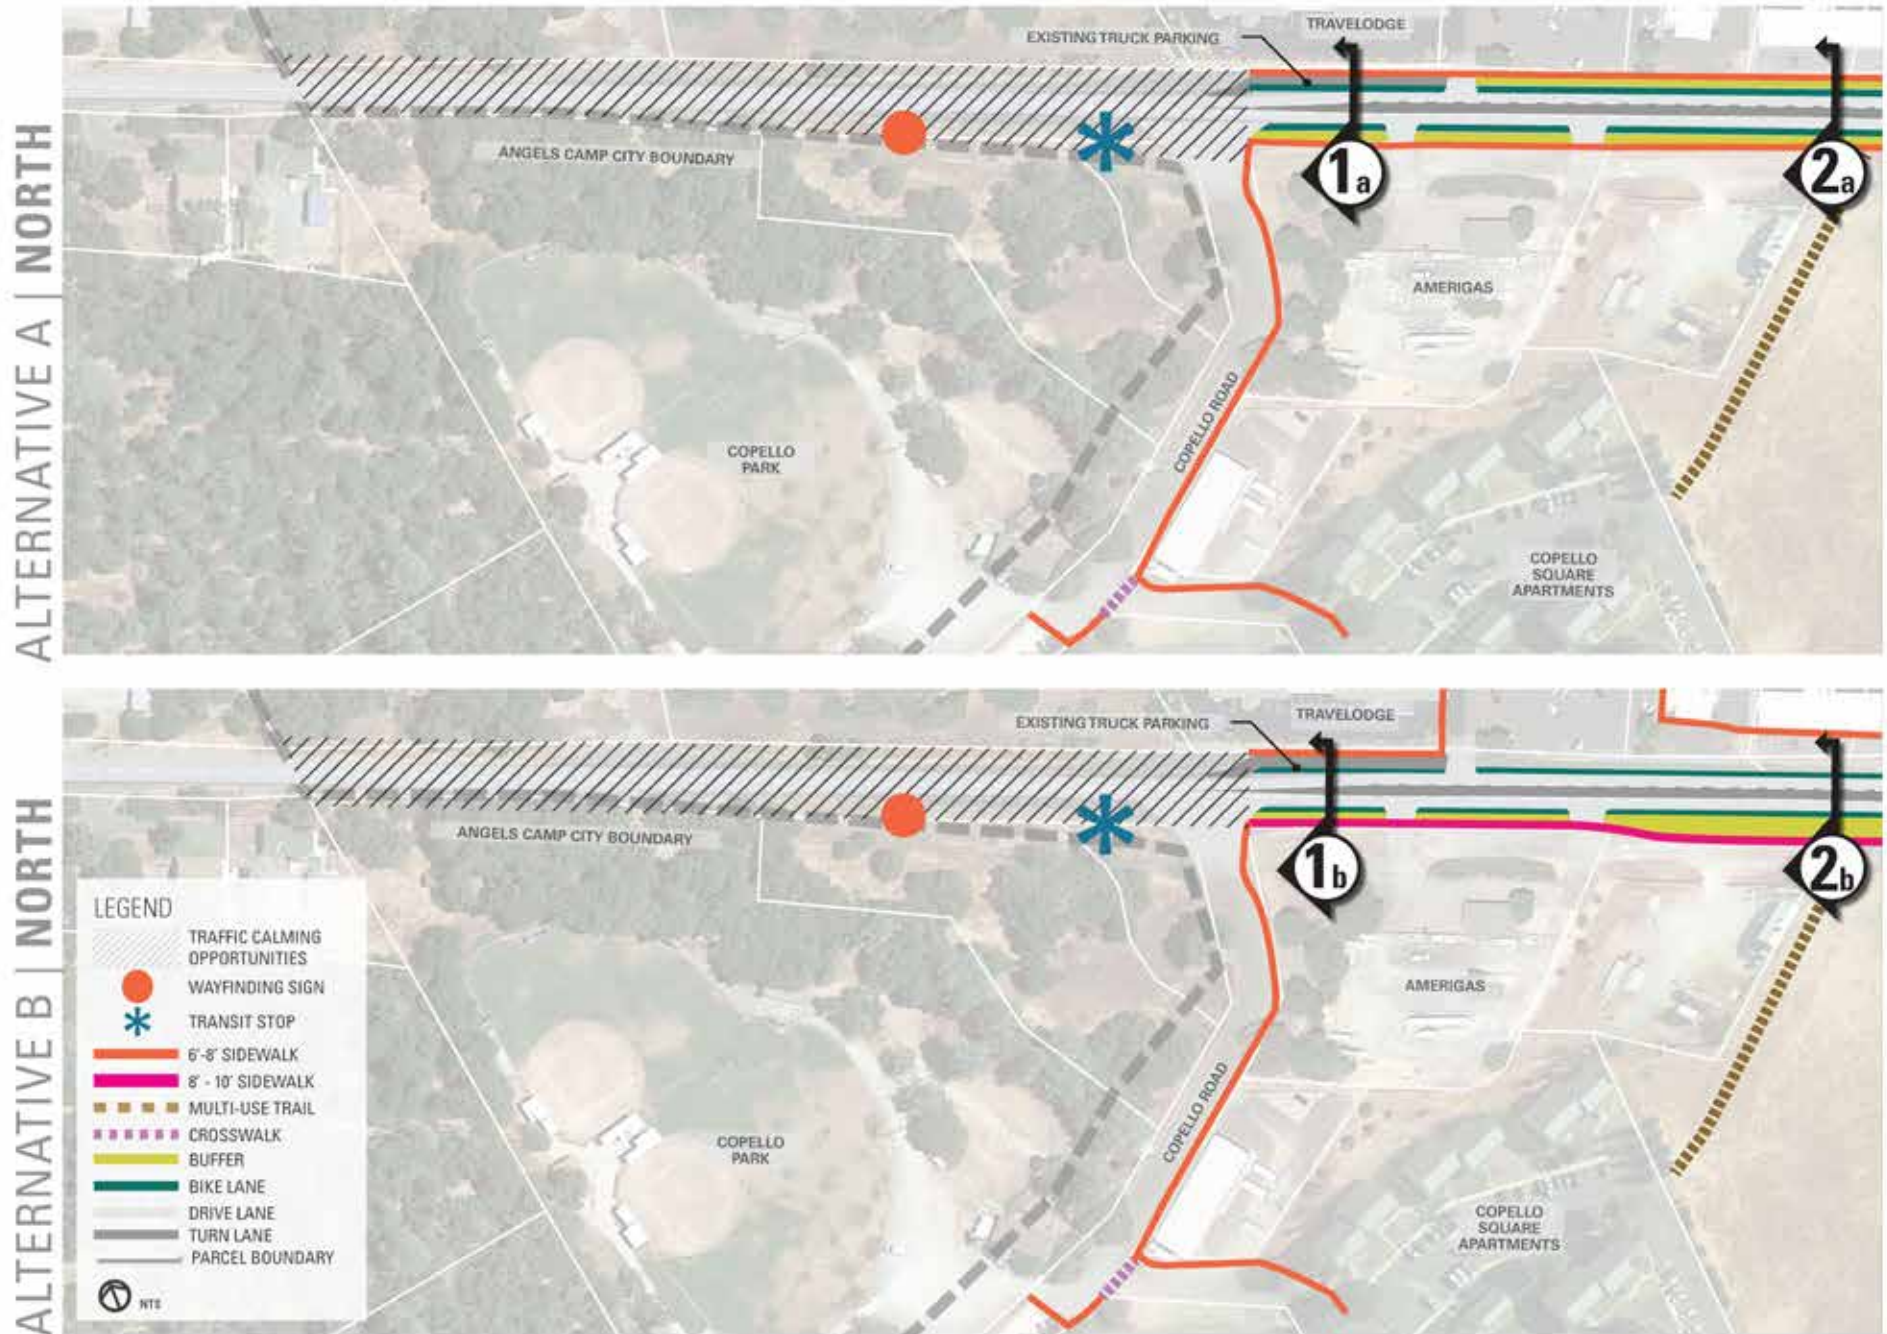 ALTERNATIVE A | NORTH
TRAVELODGE
EXISTING TRUCK PARKING
ANGELS CAMP CITY BOUNDARY
1a
2a
AMERIGAS
COPELLO ROAD
COPELLO
PARK
COPELLO
SQUARE
APARTMENTS
ALTERNATIVE B | NORTH
TRAVELODGE
EXISTING TRUCK PARKING
ANGELS CAMP CITY BOUNDARY
1b
2b
AMERIGAS
COPELLO ROAD
COPELLO
PARK
COPELLO
SQUARE
APARTMENTS
LEGEND
TRAFFIC CALMING
OPPORTUNITIES
WAYFINDING SIGN
TRANSIT STOP
6'-8' SIDEWALK
8' - 10' SIDEWALK
MULTI-USE TRAIL
CROSSWALK
BUFFER
BIKE LANE
DRIVE LANE
TURN LANE
PARCEL BOUNDARY
NTS